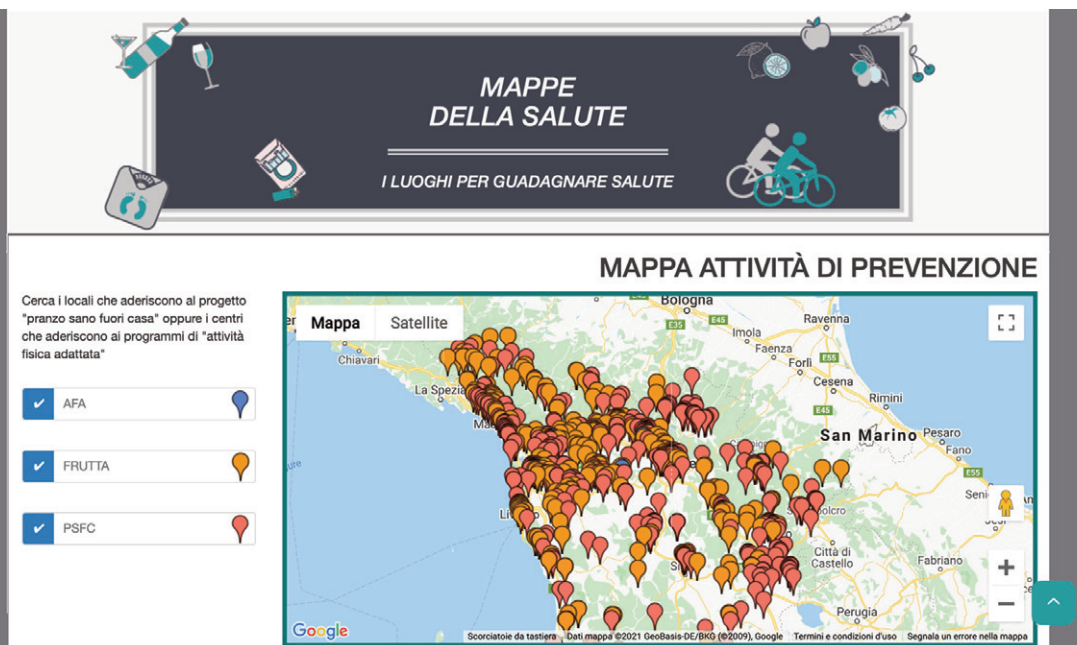 MAPPE
DELLA SALUTE
I LUOGHI PER GUADAGNARE SALUTE
MAPPA ATTIVITÀ DI PREVENZIONE
Cerca i locali che aderiscono al progetto
"pranzo sano fuori casa" oppure i centri
che aderiscono ai programmi di "attività
fisica adattata"
AFA
FRUTTA
PSFC
Mappa
Satellite
Bologna
E35
E45
Imola
Ravenna
Faenza
Forlì
E55
Chiavari
Cesena
La Spezia
Rimini
E45
San Marino
Pesaro
Fano
E55
Città di
Castello
Fabriano
Perugia
Google
Scorciatoie da tastiera
Dati mappa ©2021 GeoBasis-DE/BKG (©2009), Google
Termini e condizioni d'uso
Segnala un errore nella mappa